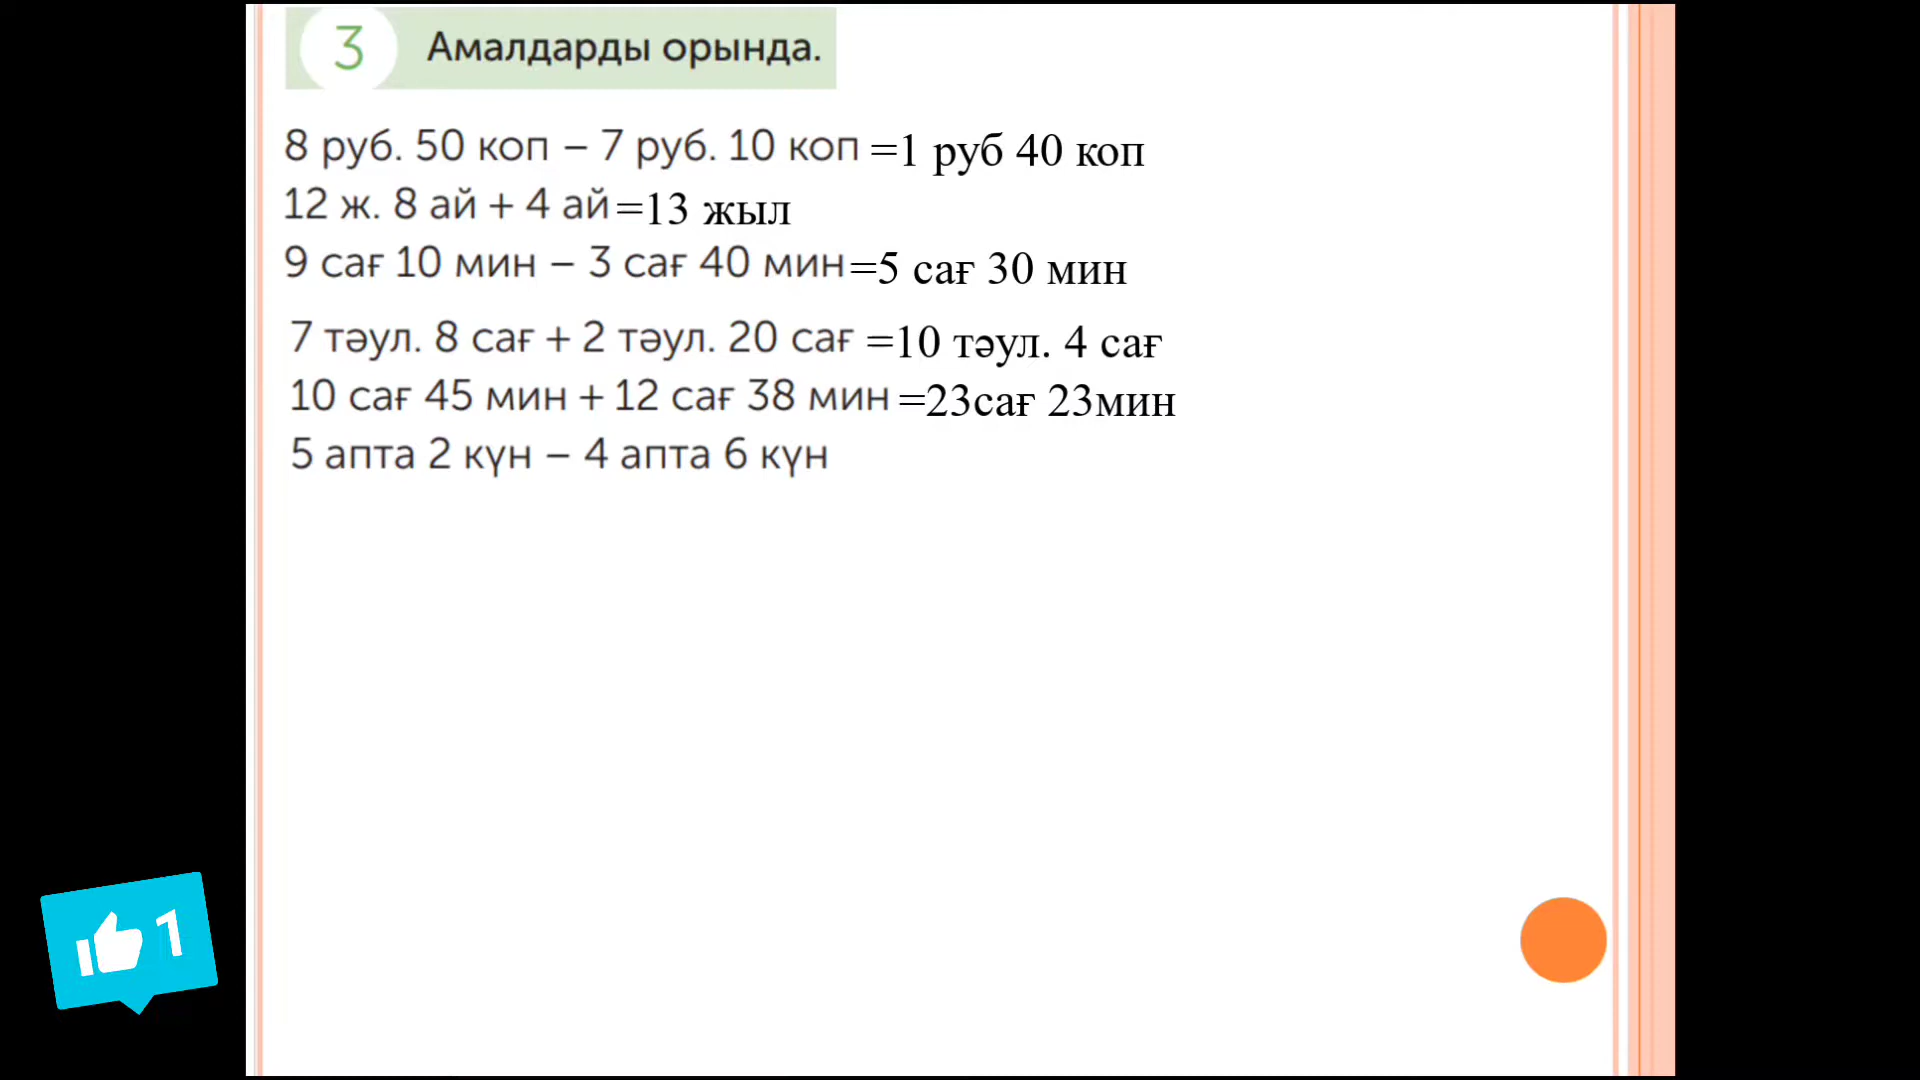 3 Амалдарды орында.
8 руб. 50 коп – 7 руб. 10 коп =1 руб 40 коп
12 ж. 8 ай + 4 ай=13 жыл
9 сағ 10 мин – 3 сағ 40 мин=5 сағ 30 мин
7 тәул. 8 сағ + 2 тәул. 20 сағ =10 тәул. 4 сағ
10 сағ 45 мин + 12 сағ 38 мин =23сағ 23мин
5 апта 2 күн – 4 апта 6 күн
1